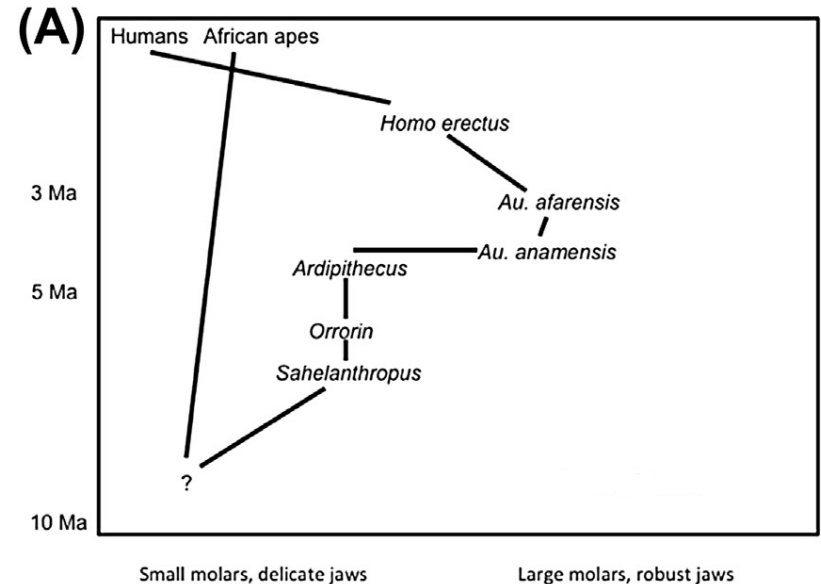 (A)
Humans African apes
Homo erectus
3 Ma
Au. afarensis
Au. anamensis
Ardipithecus
5 Ma
Orrorin
Sahelanthropus
?
10 Ma
Small molars, delicate jaws Large molars, robust jaws